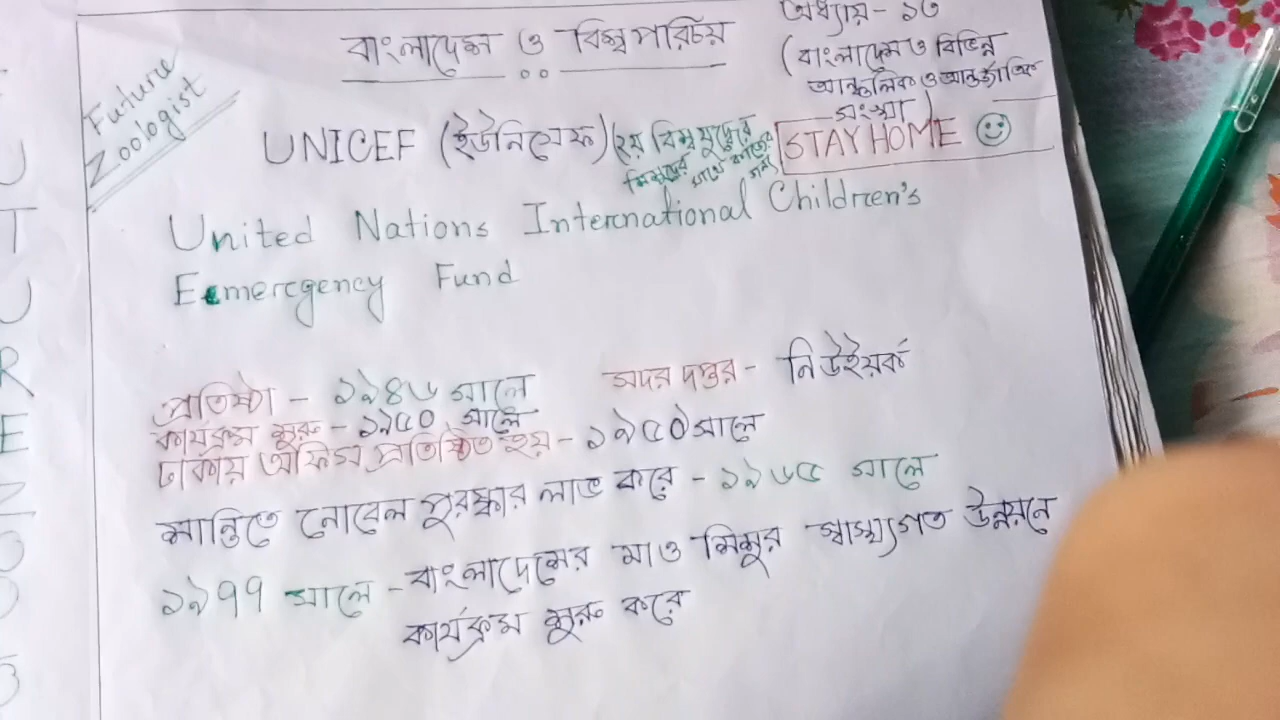 অধ্যায় - ১৩
বাংলাদেশ ও বিশ্বপরিচয়
(বাংলাদেশ ও বিভিন্ন
আঞ্চলিক ও আন্তর্জাতিক
সংস্থা)
Future
Zoologist
UNICEF (ইউনিসেফ) (২য় বিশ্বযুদ্ধের
শিশুদের
STAY HOME
United Nations International Children's
Emergency Fund
প্রতিষ্ঠা - ১৯৪৬ সালে সদর দপ্তর - নিউইয়র্ক
কার্যক্রম শুরু - ১৯৫০ সালে
ঢাকায় অফিস প্রতিষ্ঠিত হয় - ১৯৫০ সালে
শান্তিতে নোবেল পুরস্কার লাভ করে - ১৯৬৫ সালে
১৯৭৭ সালে - বাংলাদেশের মা ও শিশুর স্বাস্থ্যগত উন্নয়নে
কার্যক্রম শুরু করে